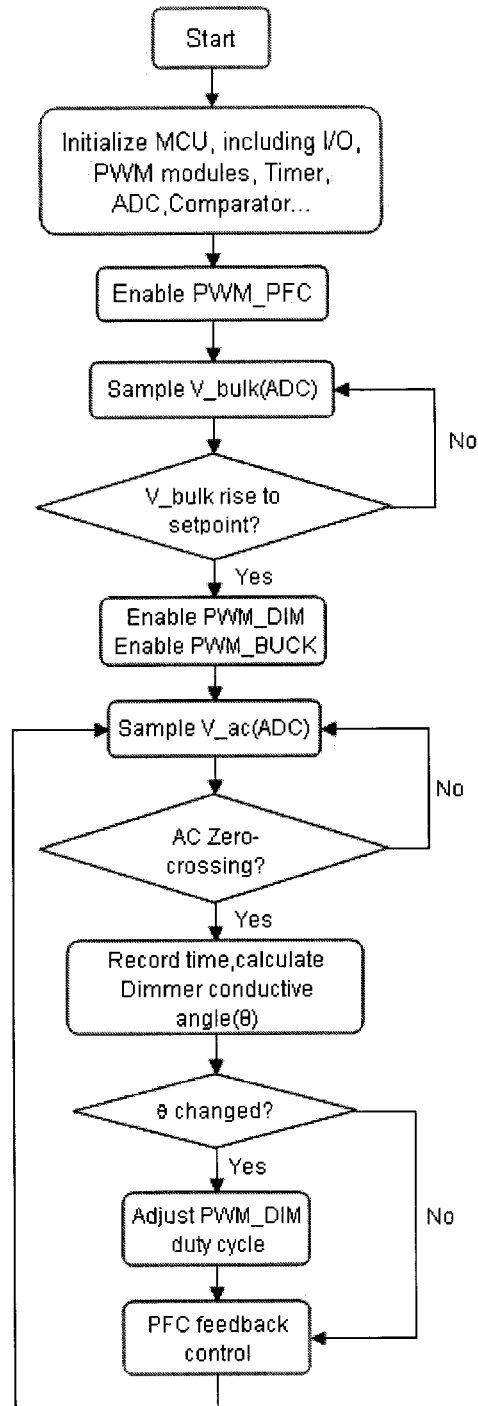 Start
Initialize MCU, including I/O,
PWM modules, Timer,
ADC,Comparator...
Enable PWM_PFC
Sample V_bulk(ADC)
No
V_bulk rise to
setpoint?
Yes
Enable PWM_DIM
Enable PWM_BUCK
Sample V_ac(ADC)
No
AC Zero-
crossing?
Yes
Record time,calculate
Dimmer conductive
angle(θ)
θ changed?
Yes
Adjust PWM_DIM
duty cycle
No
PFC feedback
control